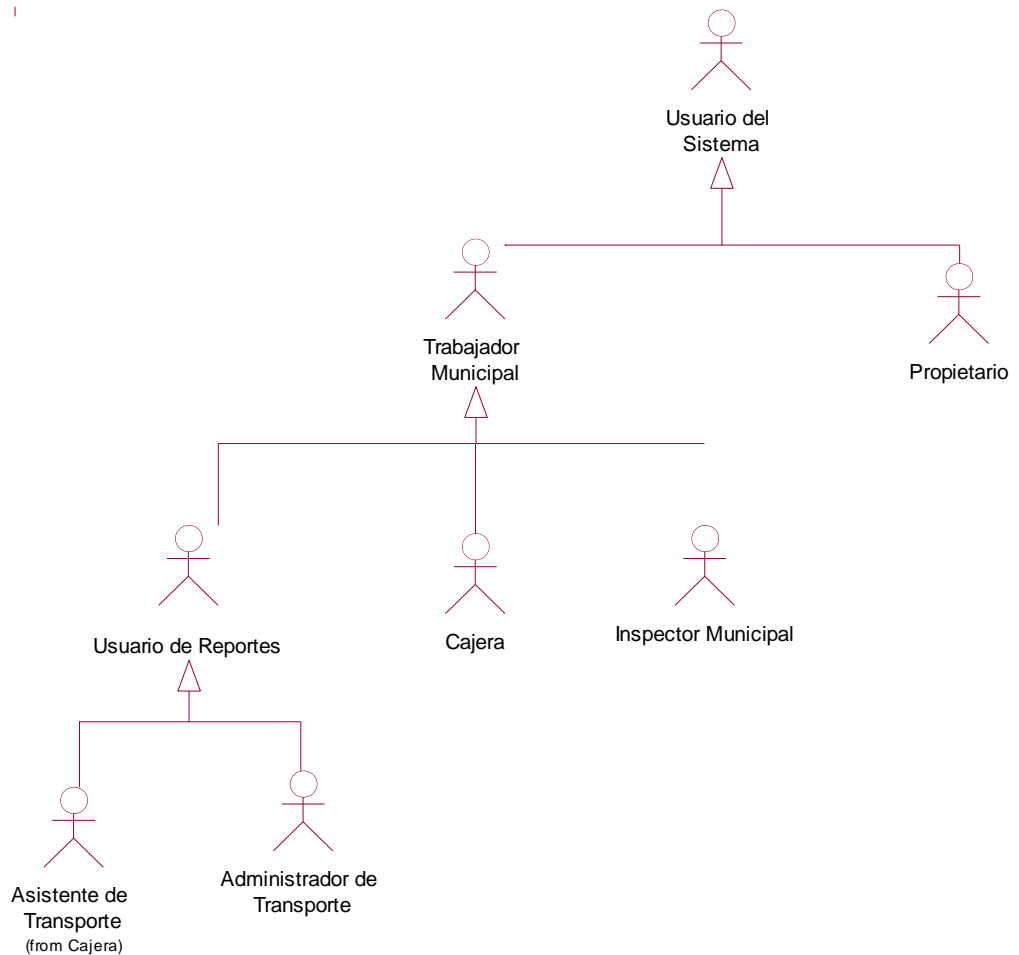 Usuario del
Sistema
Trabajador
Municipal
Propietario
Usuario de Reportes
Cajera
Inspector Municipal
Asistente de
Transporte
(from Cajera)
Administrador de
Transporte